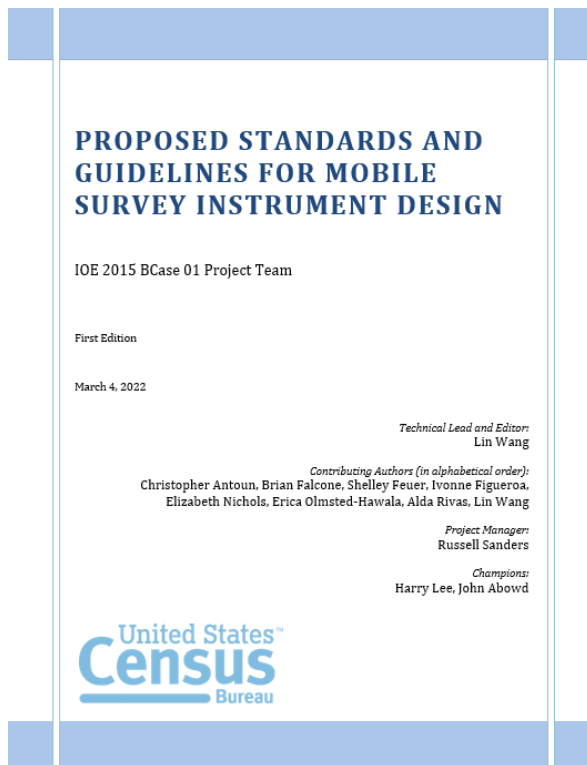 PROPOSED STANDARDS AND
GUIDELINES FOR MOBILE
SURVEY INSTRUMENT DESIGN
IOE 2015 BCase 01 Project Team
First Edition
March 4, 2022
Technical Lead and Editor:
Lin Wang
Contributing Authors (in alphabetical order):
Christopher Antoun, Brian Falcone, Shelley Feuer, Ivonne Figueroa,
Elizabeth Nichols, Erica Olmsted-Hawala, Alda Rivas, Lin Wang
Project Manager:
Russell Sanders
Champions:
Harry Lee, John Abowd
United States™
Census
Bureau